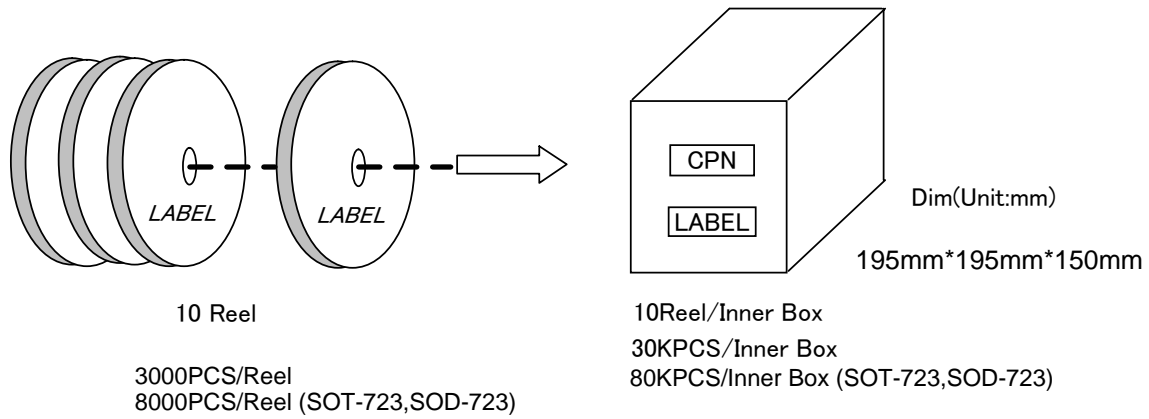 LABEL
LABEL
10 Reel
3000PCS/Reel
8000PCS/Reel (SOT-723,SOD-723)
CPN
LABEL
Dim(Unit:mm)
195mm*195mm*150mm
10Reel/Inner Box
30KPCS/Inner Box
80KPCS/Inner Box (SOT-723,SOD-723)